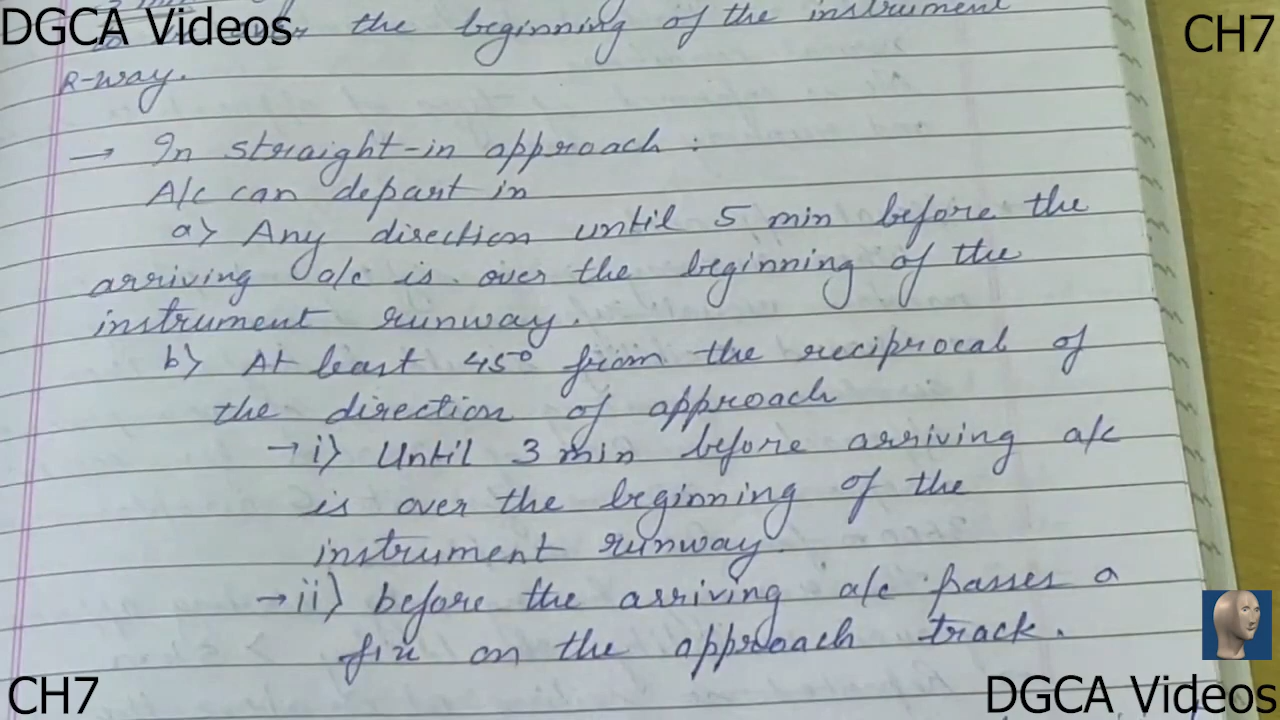 DGCA Videos
CH7
the beginning of the instrument
R-way.
→ In straight-in approach :
A/c can depart in
a> Any direction until 5 min before the
arriving a/c is over the beginning of the
instrument runway.
b> At least 45° from the reciprocal of
the direction of approach
→ i> Until 3 min before arriving a/c
is over the beginning of the
instrument runway.
→ ii> before the arriving a/c passes a
fix on the approach track.
CH7
DGCA Videos